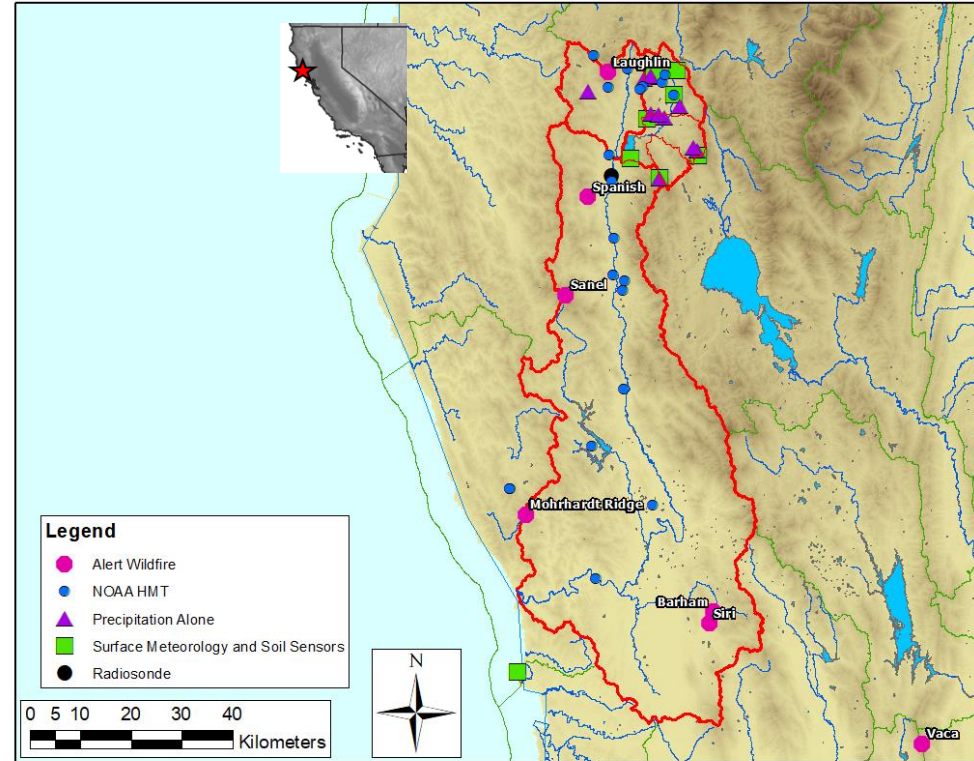 Laughlin
Spanish
Sanel
Mohrhardt Ridge
Barham
Siri
Vaca
Legend
Alert Wildfire
NOAA HMT
Precipitation Alone
Surface Meteorology and Soil Sensors
Radiosonde
0 5 10 20 30 40
Kilometers
N